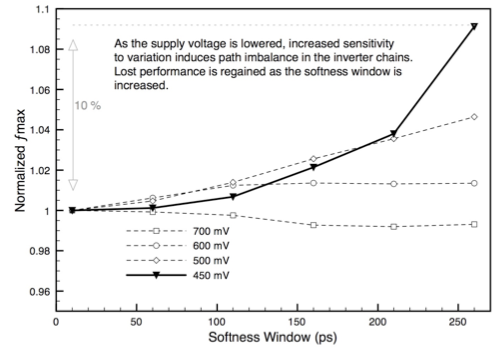 1.1
As the supply voltage is lowered, increased sensitivity
to variation induces path imbalance in the inverter chains.
Lost performance is regained as the softness window is
increased.
1.08
1.06
10 %
1.04
1.02
1
0.98
0.96
Normalized fmax
700 mV
600 mV
500 mV
450 mV
0
50
100
150
200
250
Softness Window (ps)